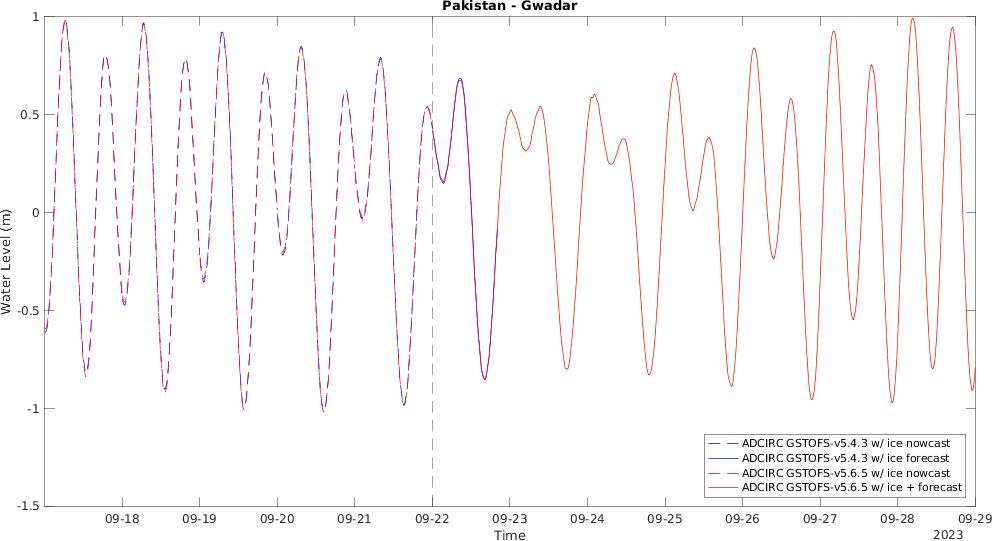 Pakistan - Gwadar
1
0.5
0
-0.5
-1
-1.5
Water Level (m)
ADCIRC GSTOFS-v5.4.3 w/ ice nowcast
ADCIRC GSTOFS-v5.4.3 w/ ice forecast
ADCIRC GSTOFS-v5.6.5 w/ ice nowcast
ADCIRC GSTOFS-v5.6.5 w/ ice + forecast
09-18 09-19 09-20 09-21 09-22 09-23 09-24 09-25 09-26 09-27 09-28 09-29
Time
2023